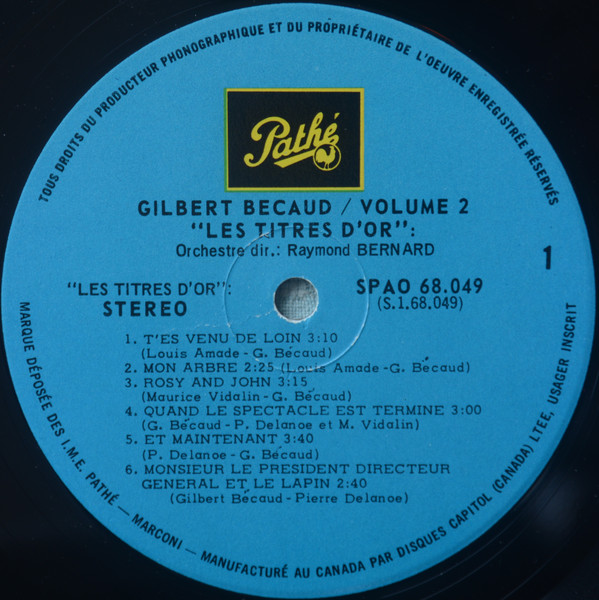 TOUS DROITS DU PRODUCTEUR PHONOGRAPHIQUE ET DU PROPRIÉTAIRE DE L'OEUVRE ENREGISTRÉE RÉSERVÉS
Pathé
GILBERT BECAUD / VOLUME 2
"LES TITRES D'OR":
Orchestre dir.: Raymond BERNARD
1
"LES TITRES D'OR":
STEREO
SPAO 68.049
(S.1.68.049)
1. T'ES VENU DE LOIN 3:10
(Louis Amade - G. Bécaud)
2. MON ARBRE 2:25 (Louis Amade - G. Bécaud)
3. ROSY AND JOHN 3:15
(Maurice Vidalin - G. Bécaud)
4. QUAND LE SPECTACLE EST TERMINE 3:00
(G. Bécaud - P. Delanoe et M. Vidalin)
5. ET MAINTENANT 3:40
(P. Delanoe - G. Bécaud)
6. MONSIEUR LE PRESIDENT DIRECTEUR
GENERAL ET LE LAPIN 2:40
(Gilbert Bécaud - Pierre Delanoe)
MARQUE DÉPOSÉE DES I.M.E. PATHÉ — MARCONI — MANUFACTURÉ AU CANADA PAR DISQUES CAPITOL (CANADA) LTEE, USAGER INSCRIT